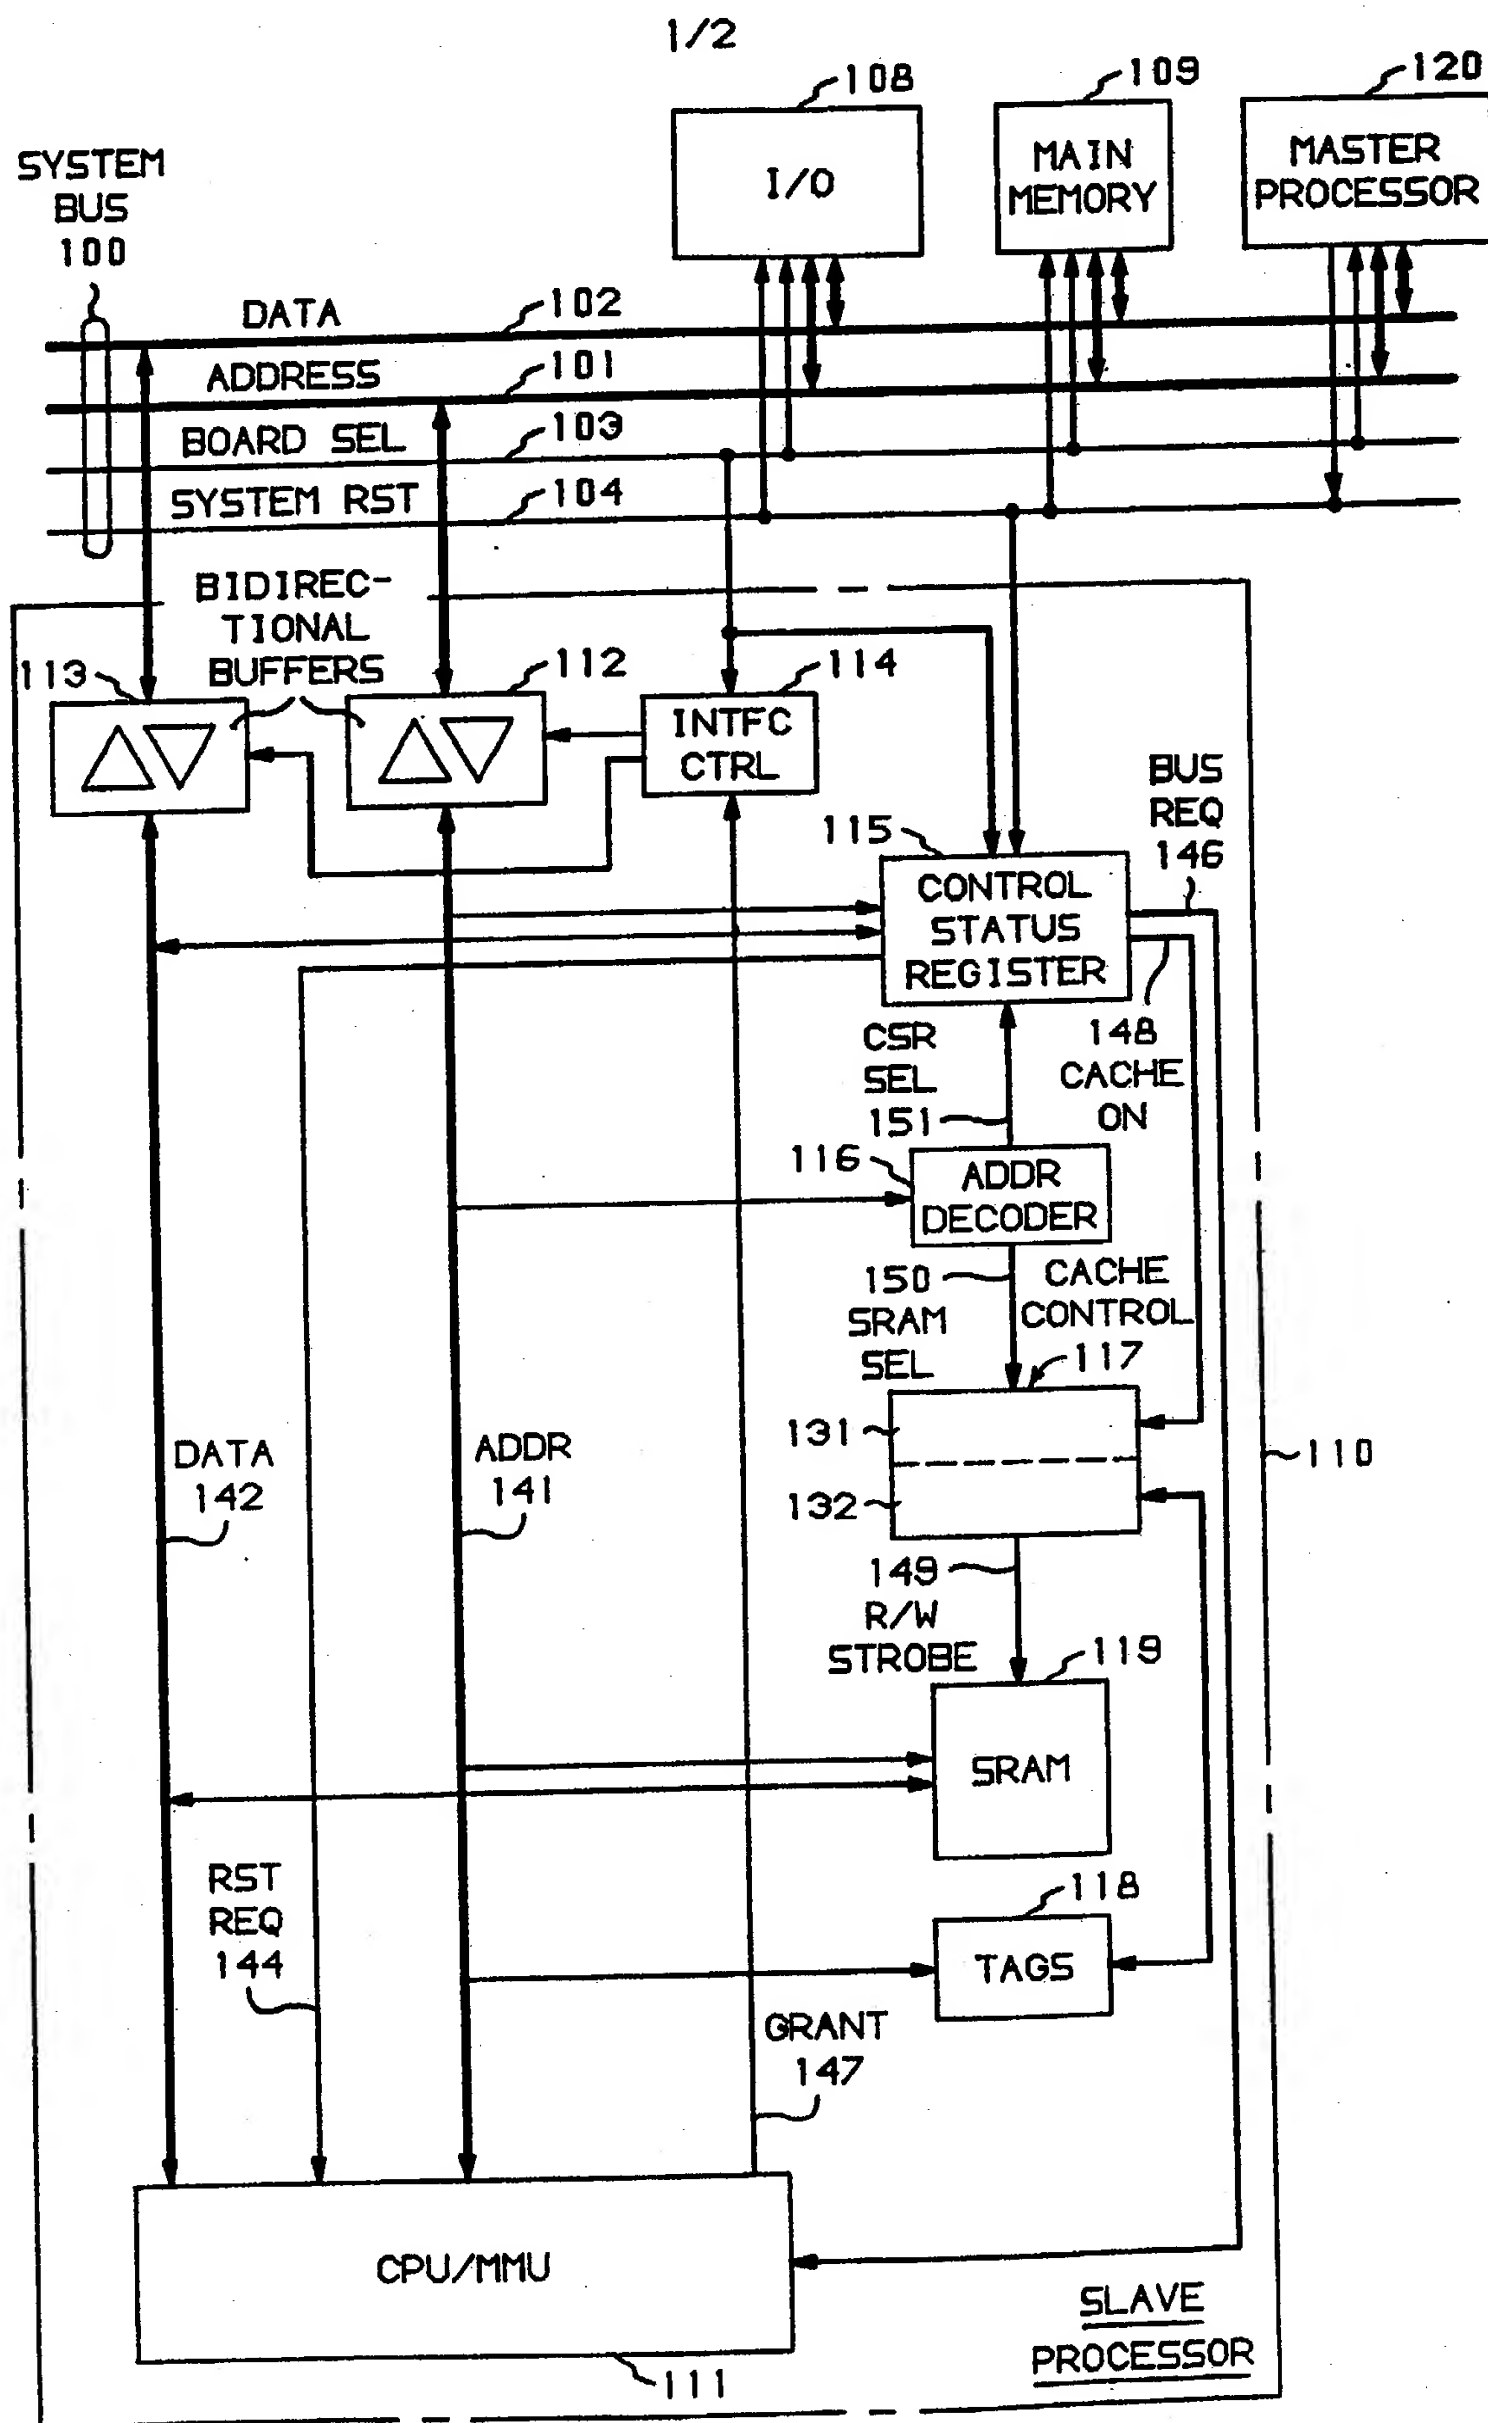 1/2
108
109
120
I/O
MAIN
MEMORY
MASTER
PROCESSOR
SYSTEM
BUS
100
DATA
102
ADDRESS
101
BOARD SEL
103
SYSTEM RST
104
BIDIREC-
TIONAL
BUFFERS
113
112
114
INTFC
CTRL
BUS
REQ
146
115
CONTROL
STATUS
REGISTER
148
CACHE
ON
CSR
SEL
151
116
ADDR
DECODER
150
SRAM
SEL
CACHE
CONTROL
117
131
132
110
DATA
142
ADDR
141
149
R/W
STROBE
119
SRAM
RST
REQ
144
118
TAGS
GRANT
147
CPU/MMU
111
SLAVE
PROCESSOR